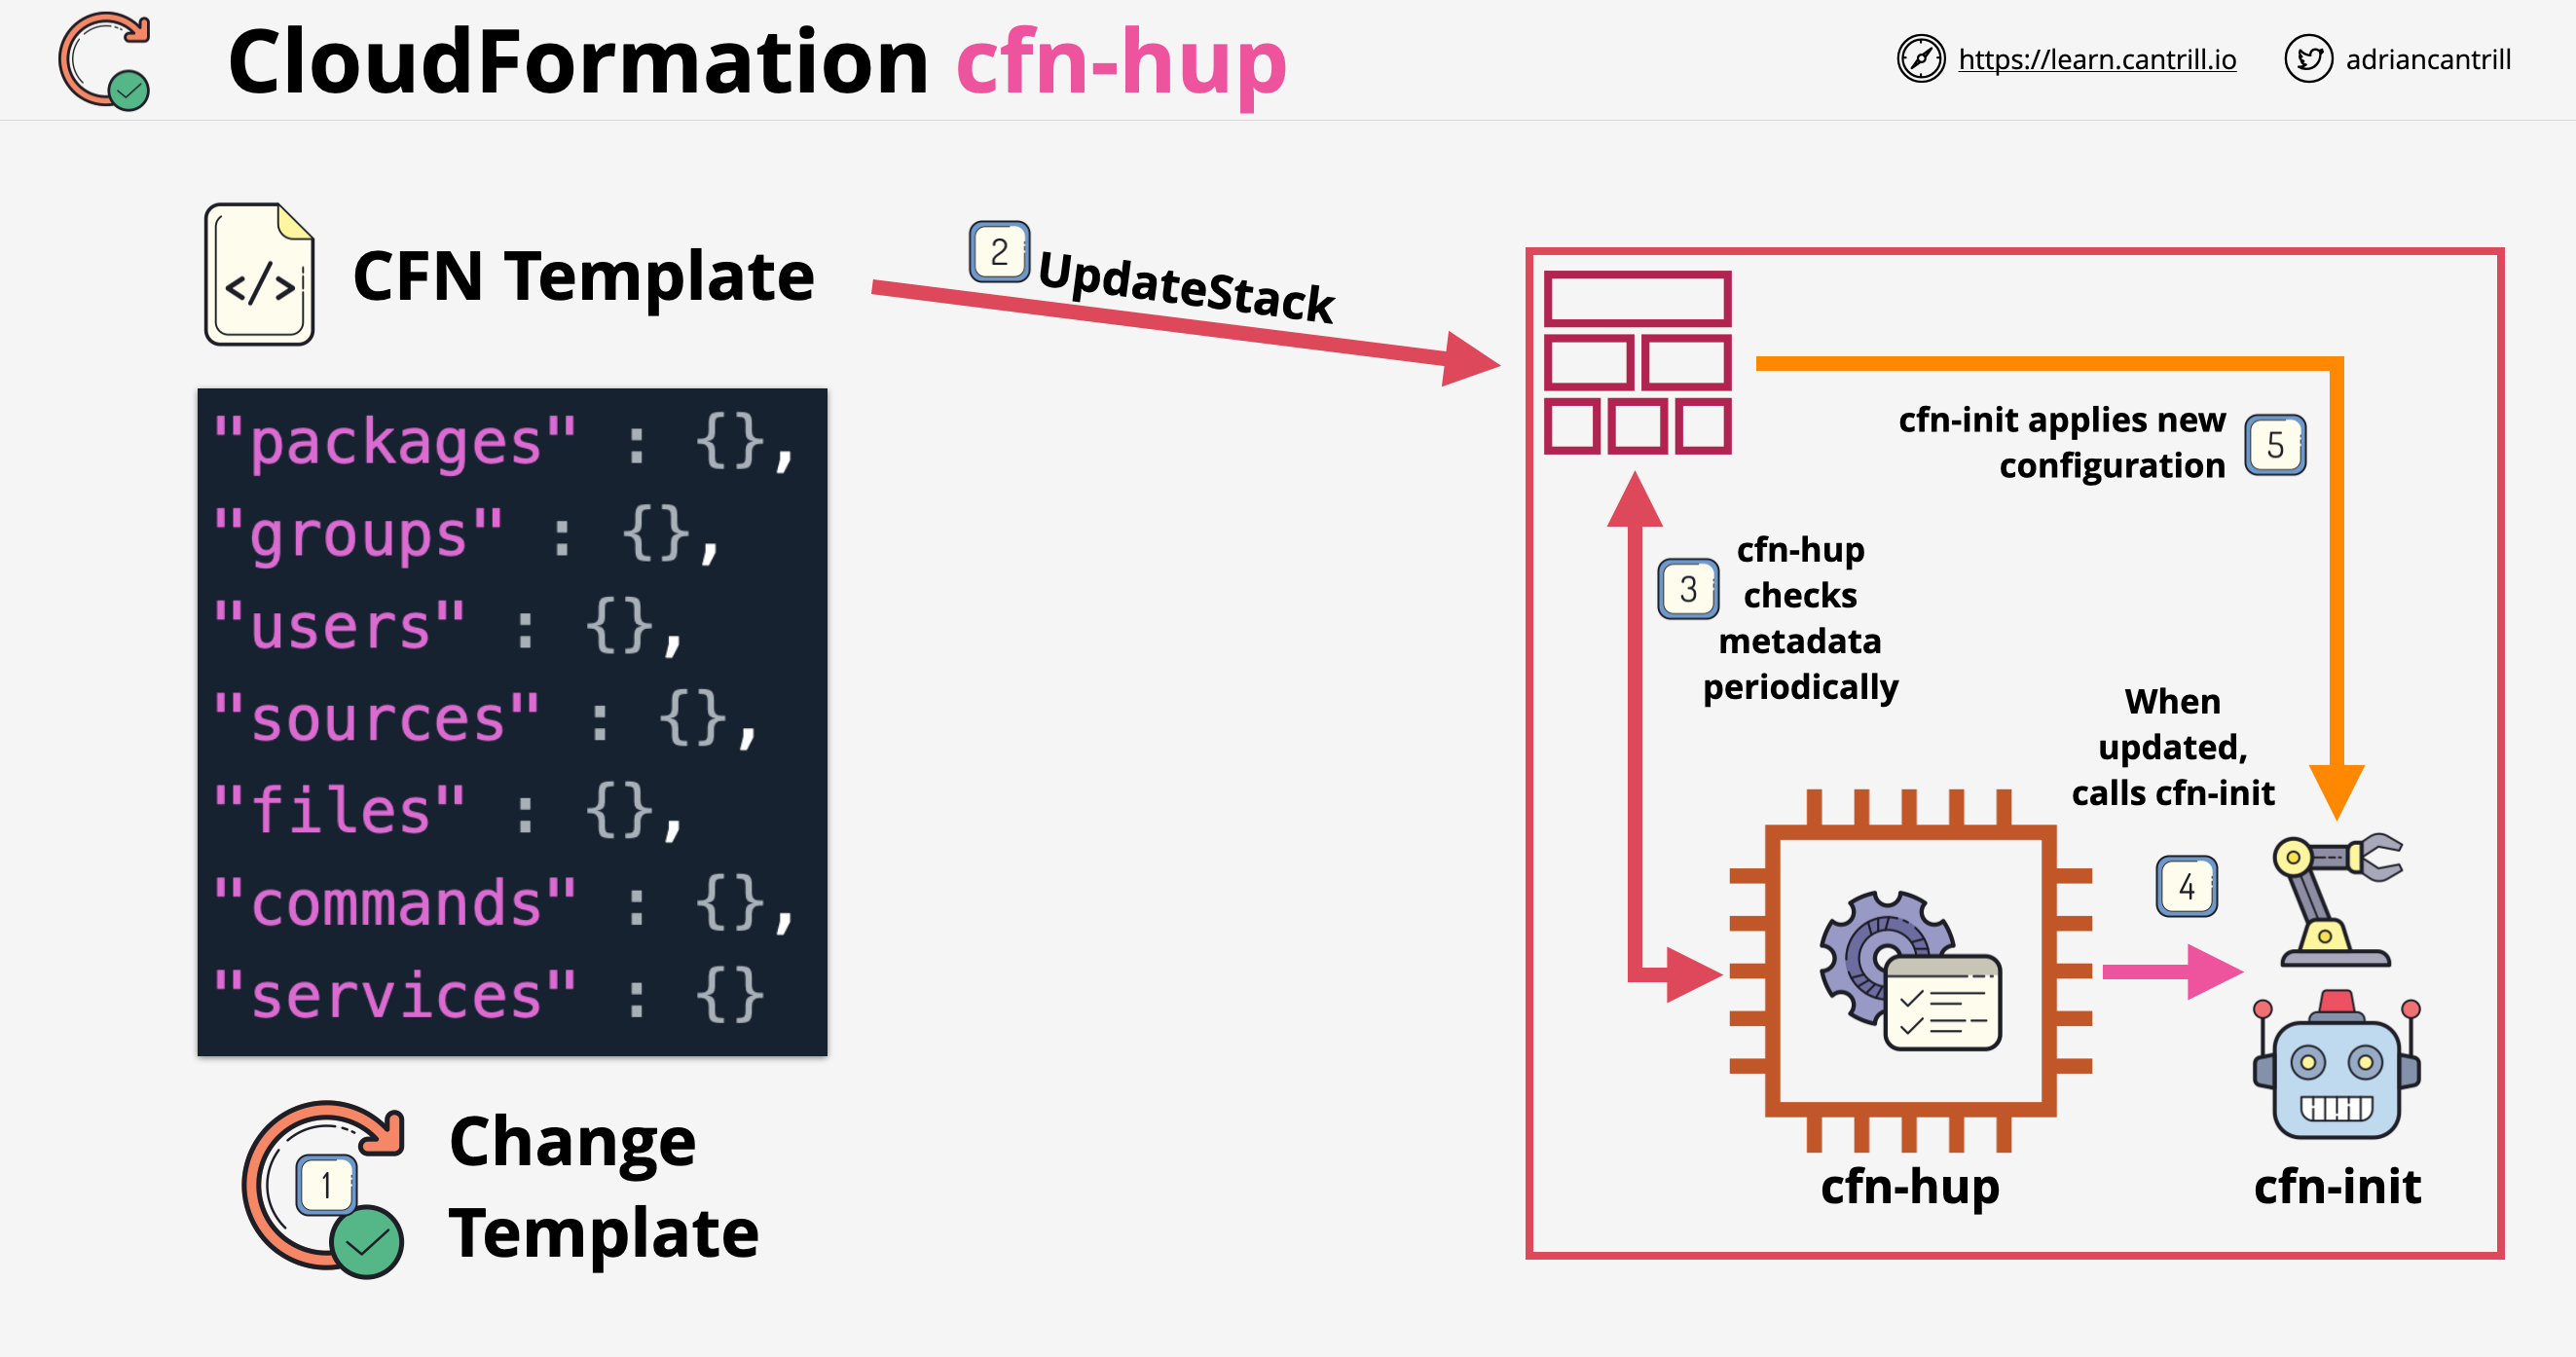 CloudFormation cfn-hup
https://learn.cantrill.io
adriancantrill
</>
CFN Template
2
UpdateStack
"packages" : {},
"groups" : {},
"users" : {},
"sources" : {},
"files" : {},
"commands" : {},
"services" : {}
1
Change
Template
cfn-init applies new
configuration
5
3
cfn-hup
checks
metadata
periodically
When
updated,
calls cfn-init
4
cfn-hup
cfn-init